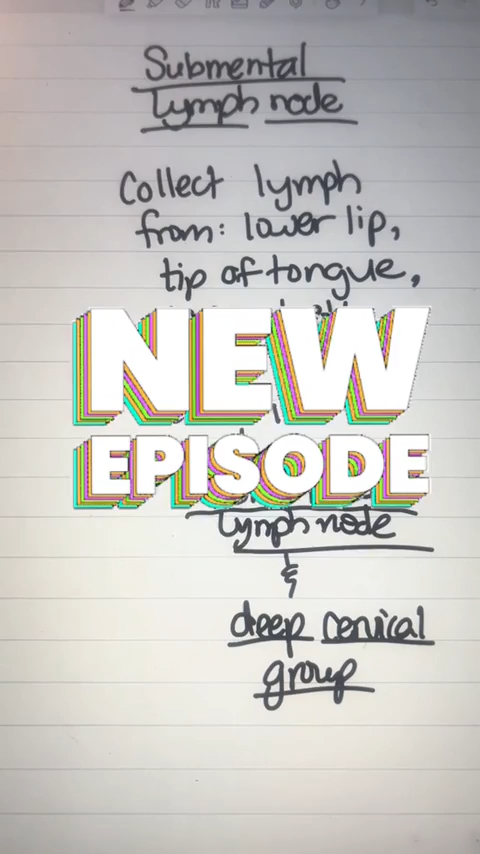 Submental
lymph node
Collect lymph
from: lower lip,
tip of tongue,
NEW
EPISODE
lymph node
&
deep cervical
group